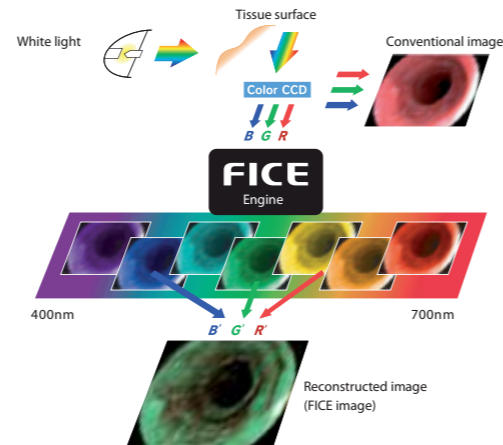 Tissue surface
White light
Conventional image
Color CCD
B G R
FICE
Engine
400nm
700nm
B' G' R'
Reconstructed image
(FICE image)